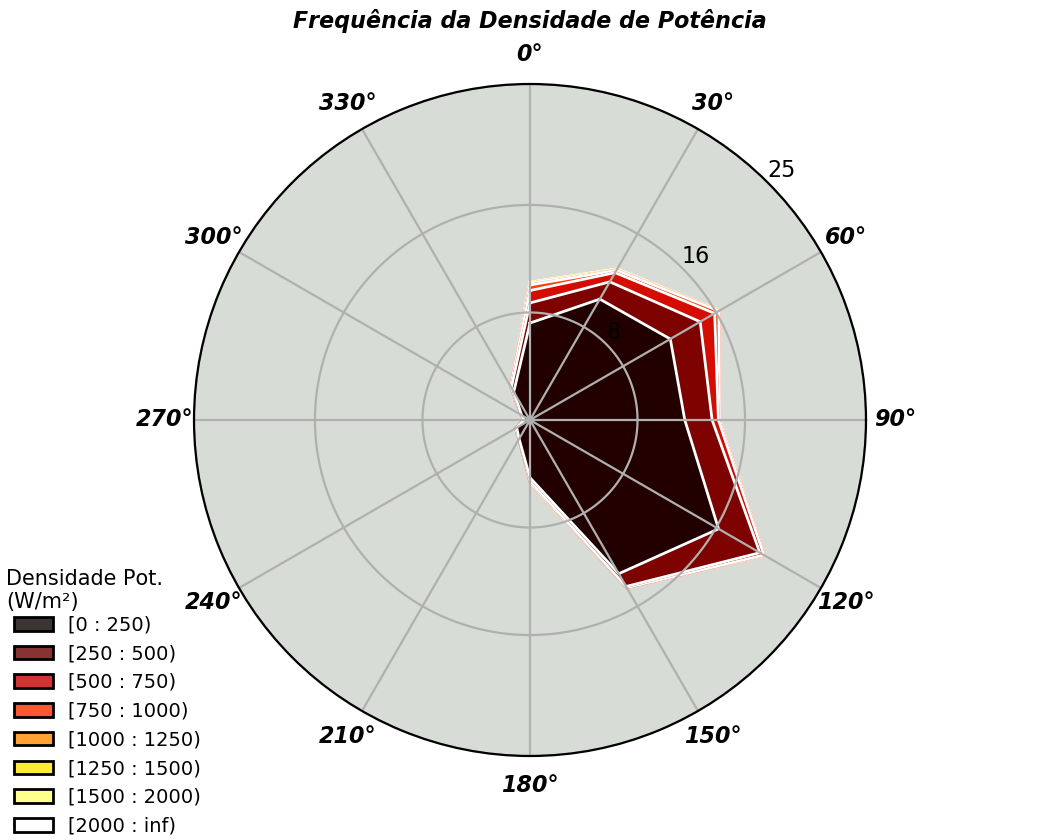 Frequência da Densidade de Potência
0°
330°
30°
25
300°
60°
16
8
270°
90°
Densidade Pot.
(W/m²)
240°
120°
[0 : 250)
[250 : 500)
[500 : 750)
[750 : 1000)
[1000 : 1250)
[1250 : 1500)
[1500 : 2000)
[2000 : inf)
210°
150°
180°